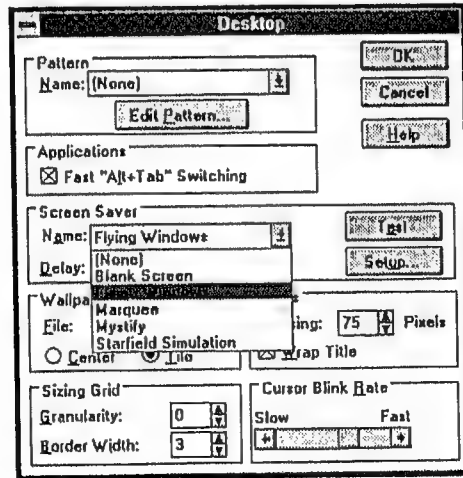 Desktop
Pattern
Name: (None)
Edit Pattern...
OK
Cancel
Help
Applications
Fast "Alt+Tab" Switching
Screen Saver
Name: Flying Windows
Delay:
(None)
Blank Screen
Marquee
Mystify
Starfield Simulation
Test
Setup...
Wallpa
File:
Center
Tile
s
cing: 75 Pixels
Wrap Title
Sizing Grid
Granularity: 0
Border Width: 3
Cursor Blink Rate
Slow Fast